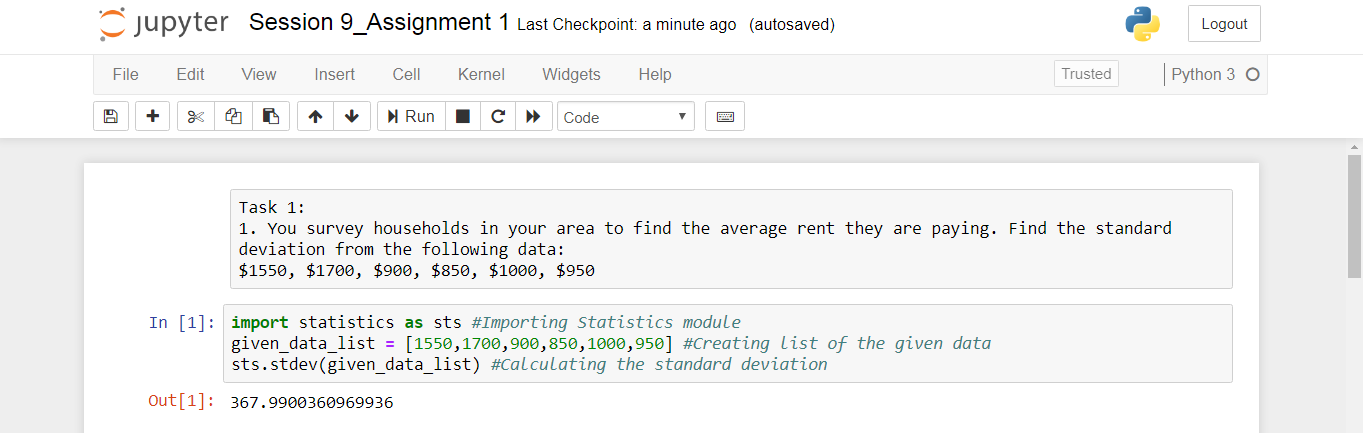 jupyter Session 9_Assignment 1 Last Checkpoint: a minute ago (autosaved) Logout
File Edit View Insert Cell Kernel Widgets Help Trusted Python 3
Run Code
Task 1:
1. You survey households in your area to find the average rent they are paying. Find the standard
deviation from the following data:
$1550, $1700, $900, $850, $1000, $950
In [1]: import statistics as sts #Importing Statistics module
given_data_list = [1550,1700,900,850,1000,950] #Creating list of the given data
sts.stdev(given_data_list) #Calculating the standard deviation
Out[1]: 367.9900360969936